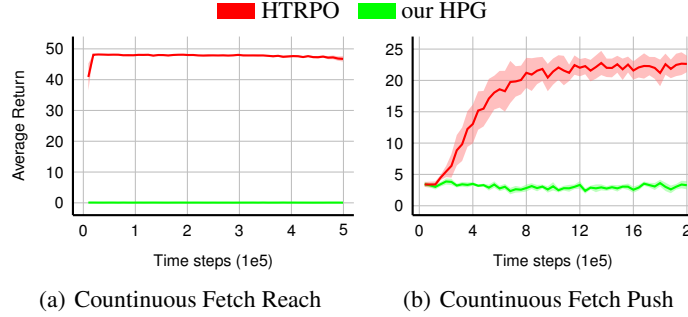 HTRPO our HPG
Average Return
50
40
30
20
10
0
0 1 2 3 4 5
Time steps (1e5)
25
20
15
10
5
0
0 4 8 12 16 20
Time steps (1e5)
(a) Countinuous Fetch Reach
(b) Countinuous Fetch Push